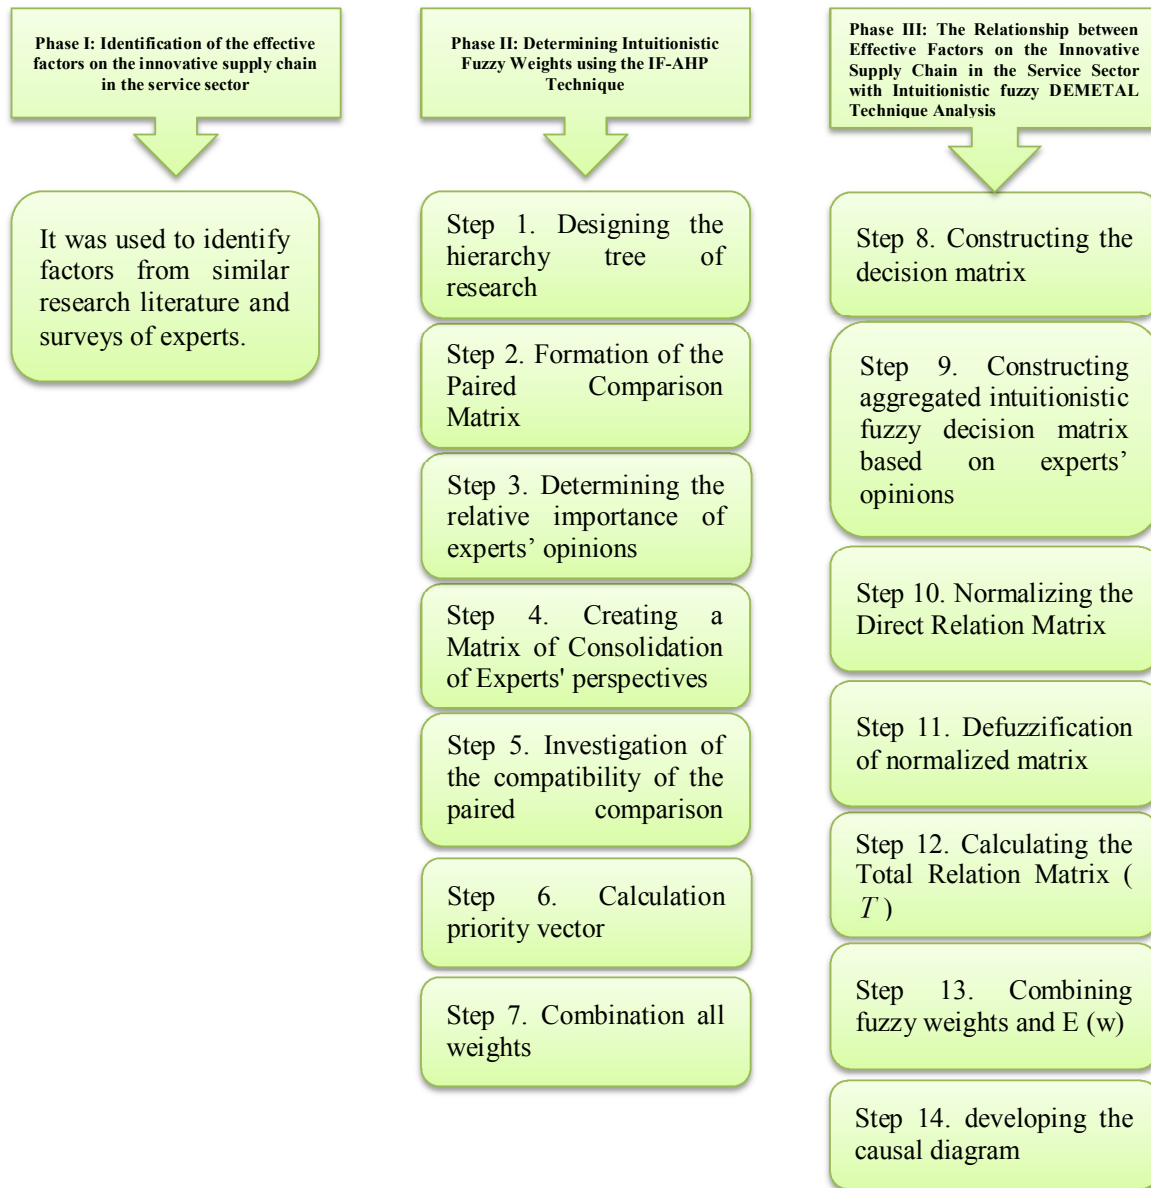 Phase I: Identification of the effective
factors on the innovative supply chain
in the service sector
It was used to identify
factors from similar
research literature and
surveys of experts.
Phase II: Determining Intuitionistic
Fuzzy Weights using the IF-AHP
Technique
Step 1. Designing the
hierarchy tree of
research
Step 2. Formation of the
Paired Comparison
Matrix
Step 3. Determining the
relative importance of
experts’ opinions
Step 4. Creating a
Matrix of Consolidation
of Experts' perspectives
Step 5. Investigation of
the compatibility of the
paired comparison
Step 6. Calculation
priority vector
Step 7. Combination all
weights
Phase III: The Relationship between
Effective Factors on the Innovative
Supply Chain in the Service Sector
with Intuitionistic fuzzy DEMETAL
Technique Analysis
Step 8. Constructing the
decision matrix
Step 9. Constructing
aggregated intuitionistic
fuzzy decision matrix
based on experts’
opinions
Step 10. Normalizing the
Direct Relation Matrix
Step 11. Defuzzification
of normalized matrix
Step 12. Calculating the
Total Relation Matrix (
T )
Step 13. Combining
fuzzy weights and E (w)
Step 14. developing the
causal diagram